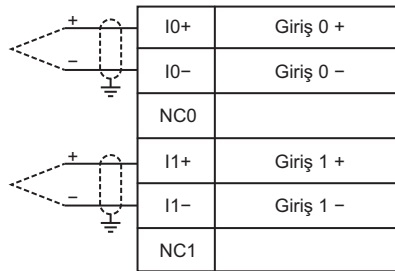 + I0+ Giriş 0 +
− I0− Giriş 0 −
NC0
+ I1+ Giriş 1 +
− I1− Giriş 1 −
NC1